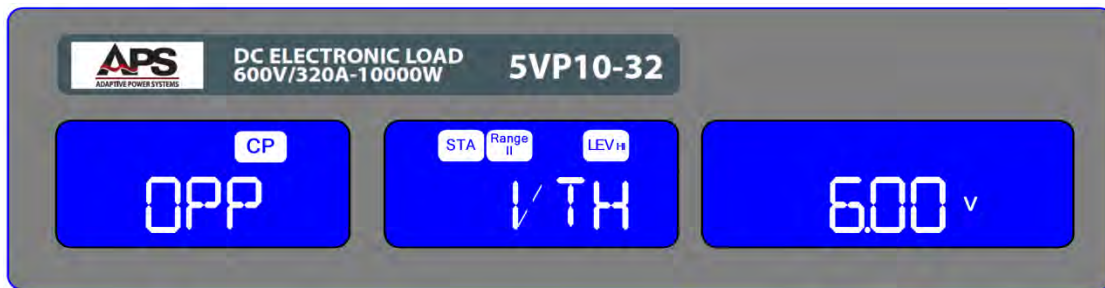 APS
ADAPTIVE POWER SYSTEMS
DC ELECTRONIC LOAD
600V/320A-10000W
5VP10-32
CP
OPP
STA
Range
II
LEV HI
VTH
6.00 V